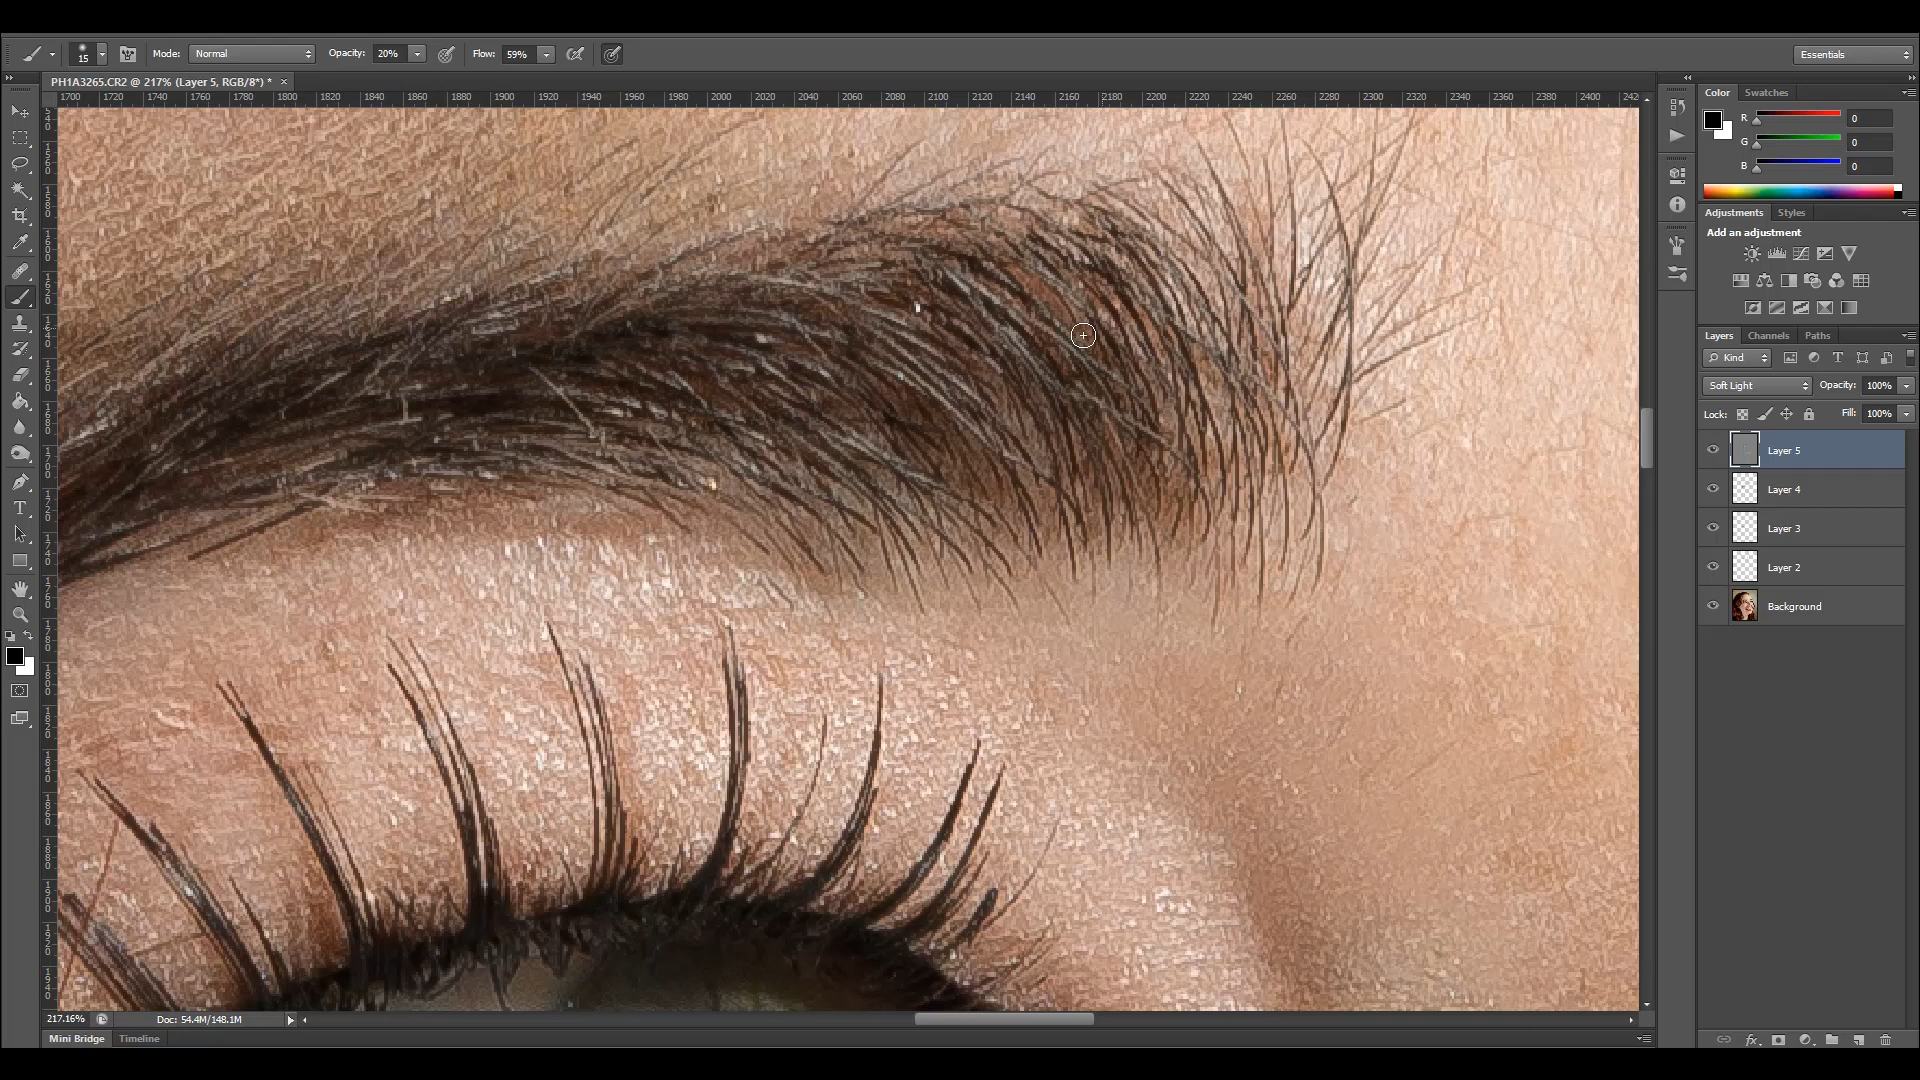 15 Mode: Normal Opacity: 20% Flow: 59% Essentials
PH1A3265.CR2 @ 217% (Layer 5, RGB/8*) * ×
1700 1720 1740 1760 1780 1800 1820 1840 1860 1880 1900 1920 1940 1960 1980 2000 2020 2040 2060 2080 2100 2120 2140 2160 2180 2200 2220 2240 2260 2280 2300 2320 2340 2360 2380 2400 242
Color Swatches
R 0
G 0
B 0
Adjustments Styles
Add an adjustment
Layers Channels Paths
Kind
Soft Light Opacity: 100%
Lock: Fill: 100%
Layer 5
Layer 4
Layer 3
Layer 2
Background
217.16% Doc: 54.4M/148.1M
Mini Bridge Timeline